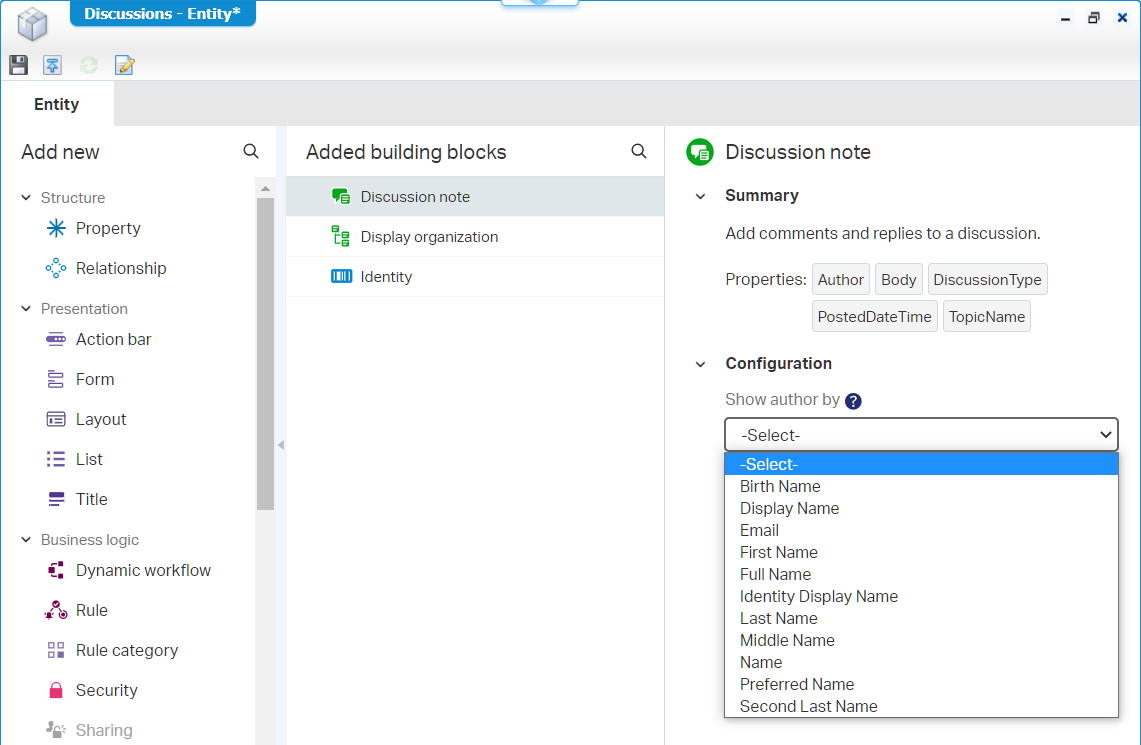 Discussions - Entity*
Entity
Add new
Structure
Property
Relationship
Presentation
Action bar
Form
Layout
List
Title
Business logic
Dynamic workflow
Rule
Rule category
Security
Sharing
Added building blocks
Discussion note
Display organization
Identity
Discussion note
Summary
Add comments and replies to a discussion.
Properties: Author Body DiscussionType
PostedDateTime TopicName
Configuration
Show author by ?
-Select-
-Select-
Birth Name
Display Name
Email
First Name
Full Name
Identity Display Name
Last Name
Middle Name
Name
Preferred Name
Second Last Name